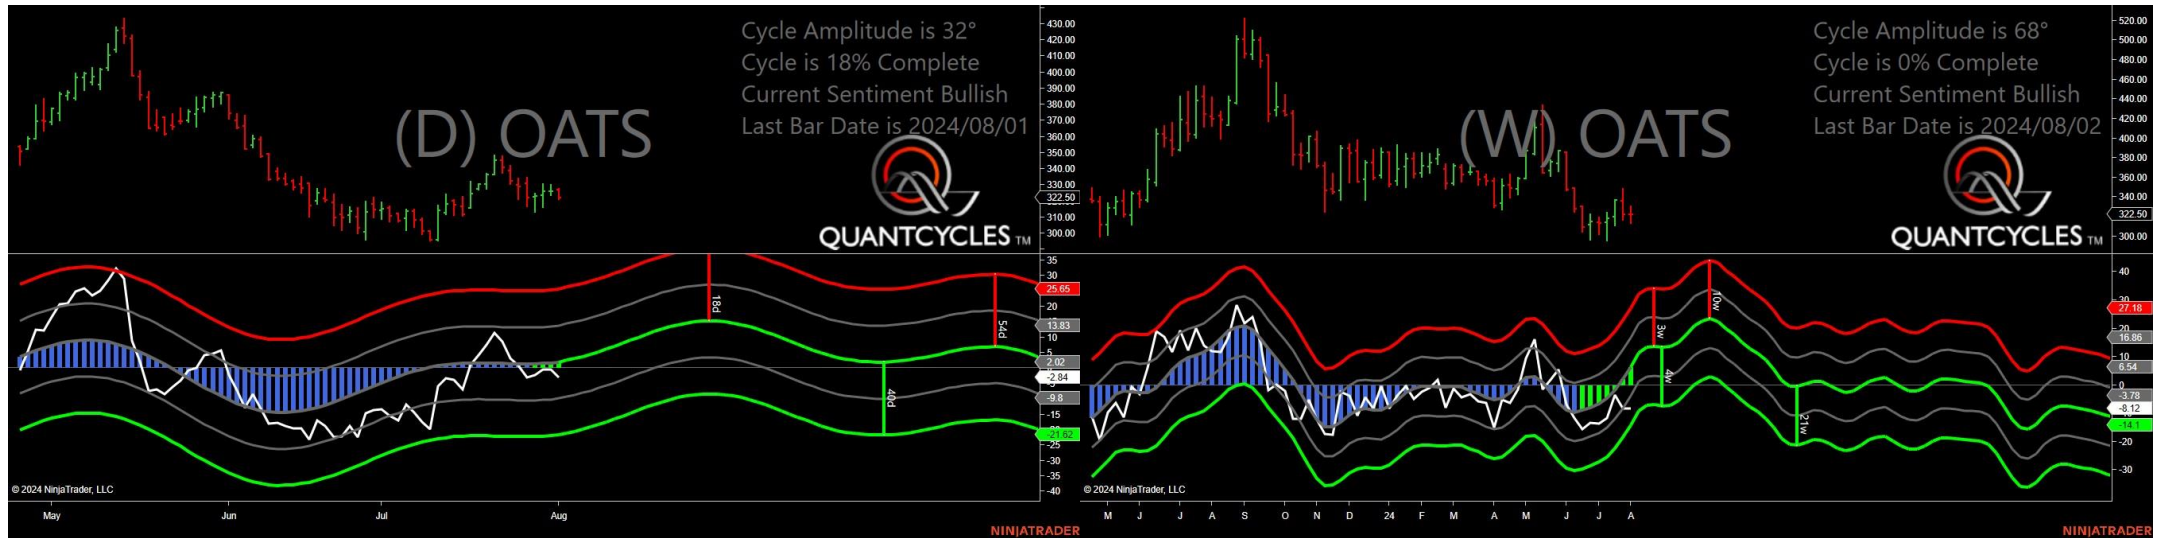 Cycle Amplitude is 32°
Cycle is 18% Complete
Current Sentiment Bullish
Last Bar Date is 2024/08/01
(D) OATS
QUANTCYCLES TM
430.00
420.00
410.00
400.00
390.00
380.00
370.00
360.00
350.00
340.00
330.00
322.50
310.00
300.00
35
30
25.65
20
13.83
10
5
2.02
-2.84
-9.8
-15
-21.62
-25
-30
-35
-40
18d
40d
54d
© 2024 NinjaTrader, LLC
May Jun Jul Aug
NINJATRADER
Cycle Amplitude is 68°
Cycle is 0% Complete
Current Sentiment Bullish
Last Bar Date is 2024/08/02
(W) OATS
QUANTCYCLES TM
520.00
500.00
480.00
460.00
440.00
420.00
400.00
380.00
360.00
340.00
322.50
300.00
40
30
27.18
20
16.86
10
6.54
0
-3.78
-8.12
-14.1
-20
-30
3w
4w
10w
21w
© 2024 NinjaTrader, LLC
M J J A S O N D 24 F M A M J J A
NINJATRADER